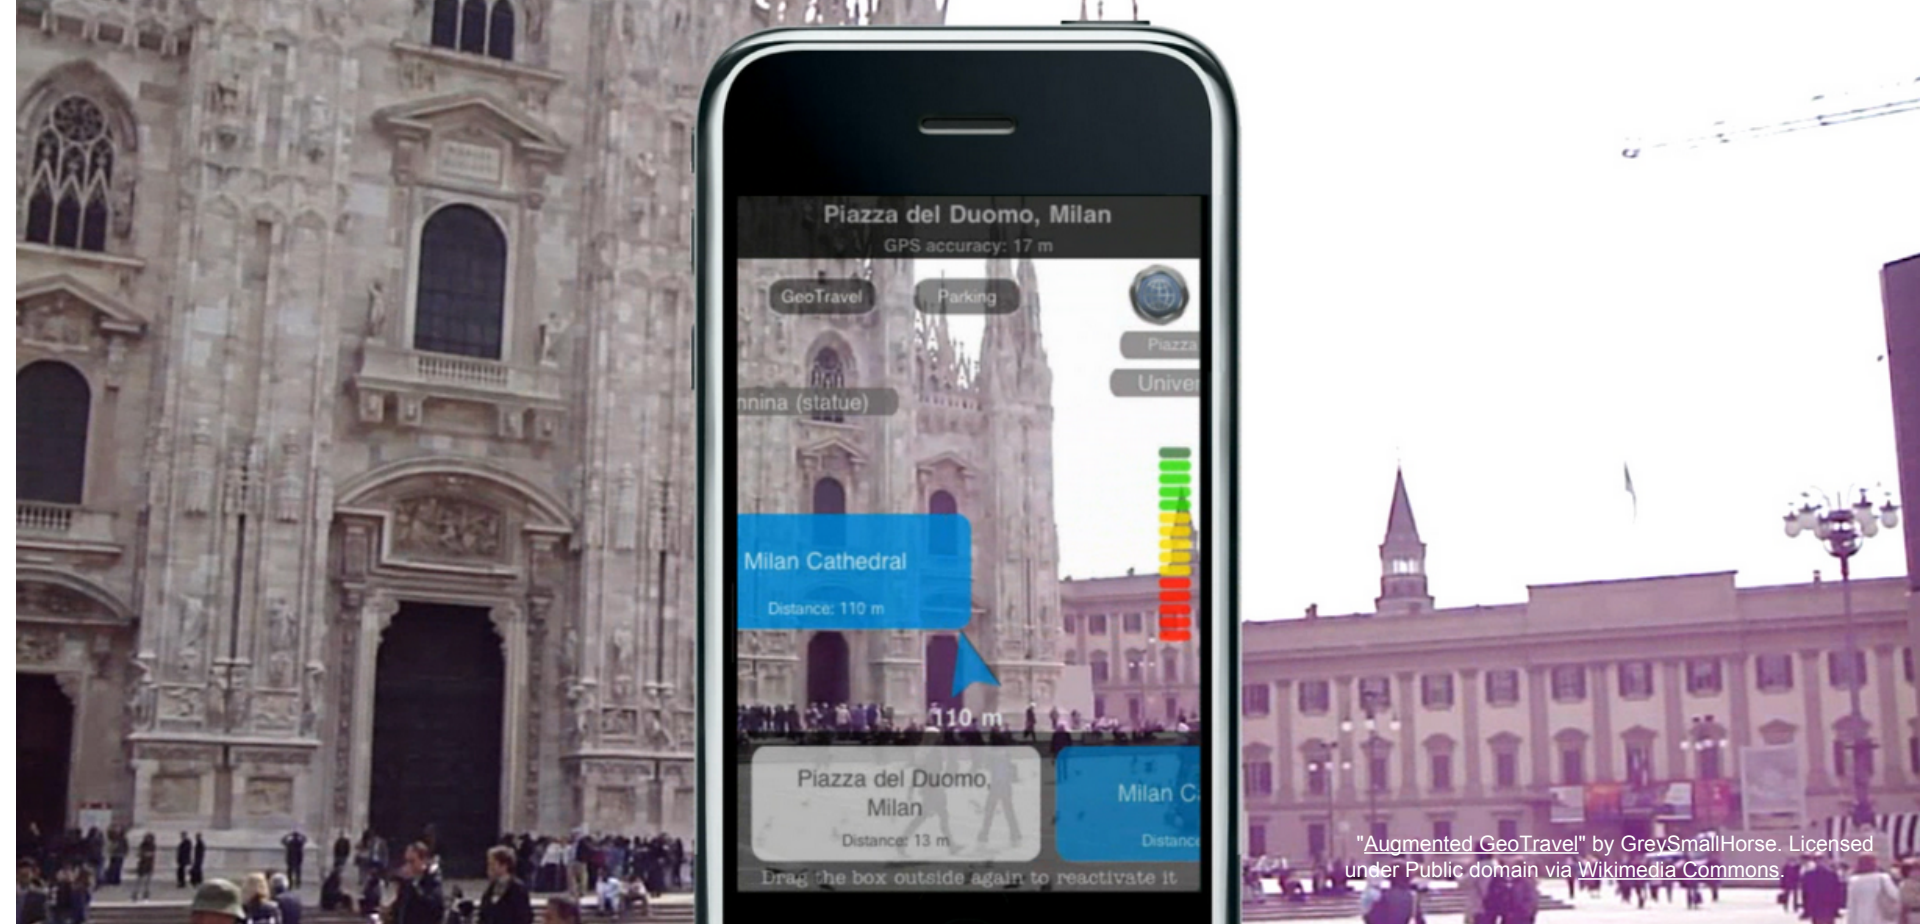 Piazza del Duomo, Milan
GPS accuracy: 17 m
GeoTravel
Parking
Piazza
Univer
nnina (statue)
Milan Cathedral
Distance: 110 m
110 m
Piazza del Duomo,
Milan
Distance: 13 m
Milan C
Distance
Drag the box outside again to reactivate it
"Augmented GeoTravel" by GreySmallHorse. Licensed
under Public domain via Wikimedia Commons.